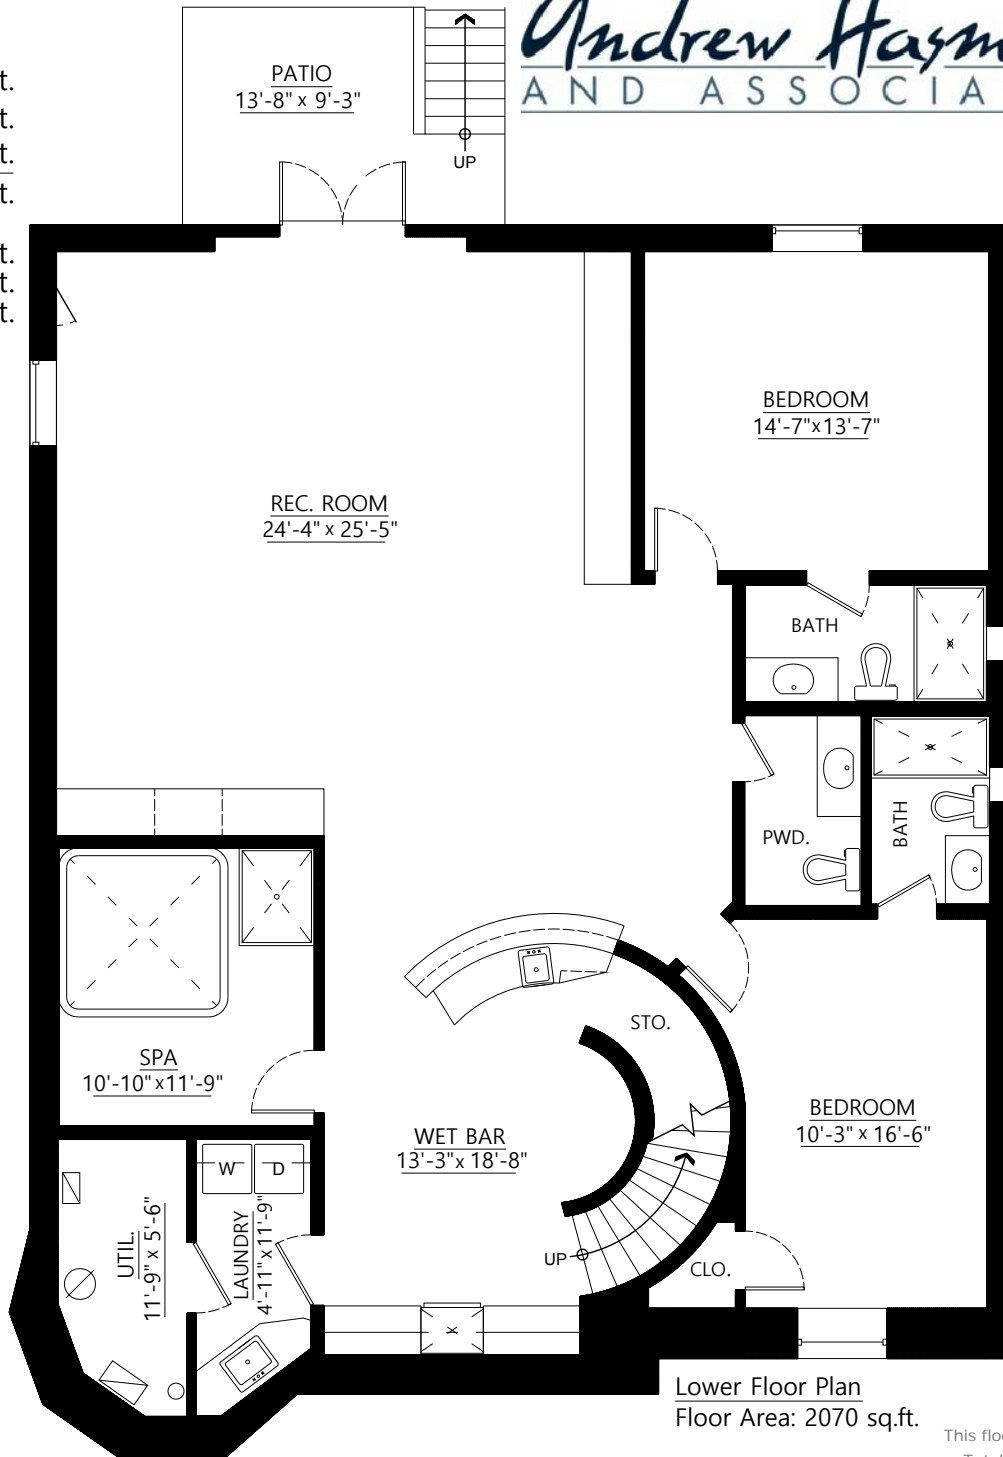 Andrew Hasm
AND ASSOCIA
t.
t.
t.
t.
t.
t.
t.
PATIO
13'-8" x 9'-3"
UP
BEDROOM
14'-7"x13'-7"
REC. ROOM
24'-4" x 25'-5"
BATH
PWD.
BATH
STO.
SPA
10'-10"x11'-9"
BEDROOM
10'-3" x 16'-6"
WET BAR
13'-3"x 18'-8"
W
D
UTIL.
11'-9" x 5'-6"
LAUNDRY
4'-11"x11'-9"
UP
CLO.
Lower Floor Plan
Floor Area: 2070 sq.ft.
This floo
Total